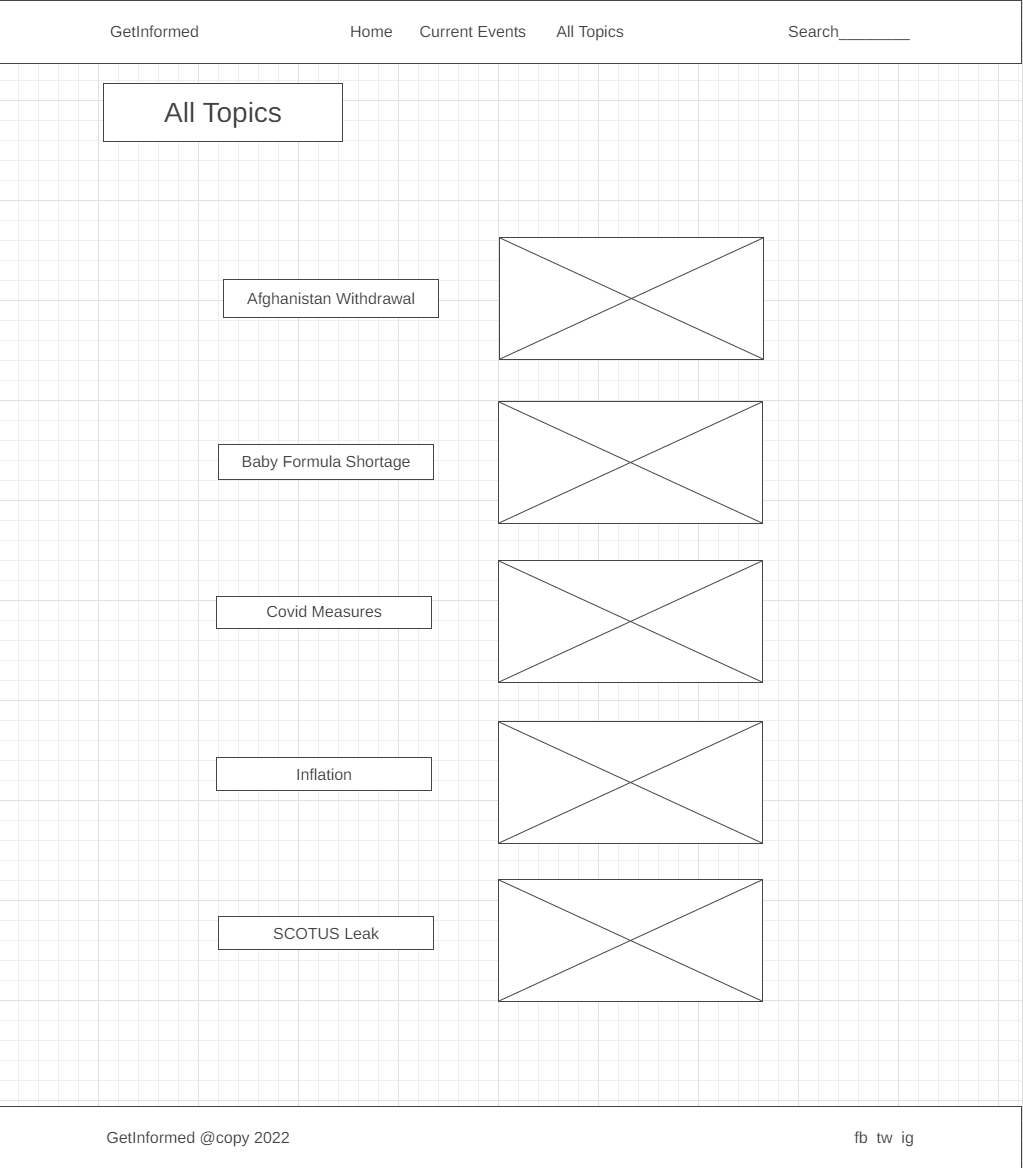 GetInformed Home Current Events All Topics Search________
All Topics
Afghanistan Withdrawal
Baby Formula Shortage
Covid Measures
Inflation
SCOTUS Leak
GetInformed @copy 2022 fb tw ig